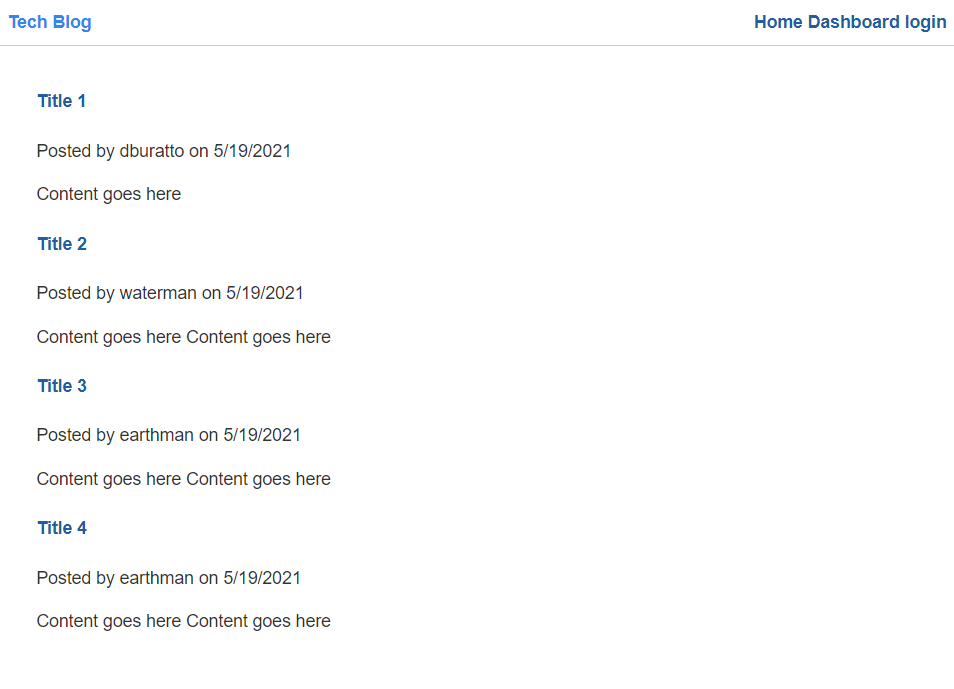 Tech Blog
Home Dashboard login
Title 1
Posted by dburatto on 5/19/2021
Content goes here
Title 2
Posted by waterman on 5/19/2021
Content goes here Content goes here
Title 3
Posted by earthman on 5/19/2021
Content goes here Content goes here
Title 4
Posted by earthman on 5/19/2021
Content goes here Content goes here